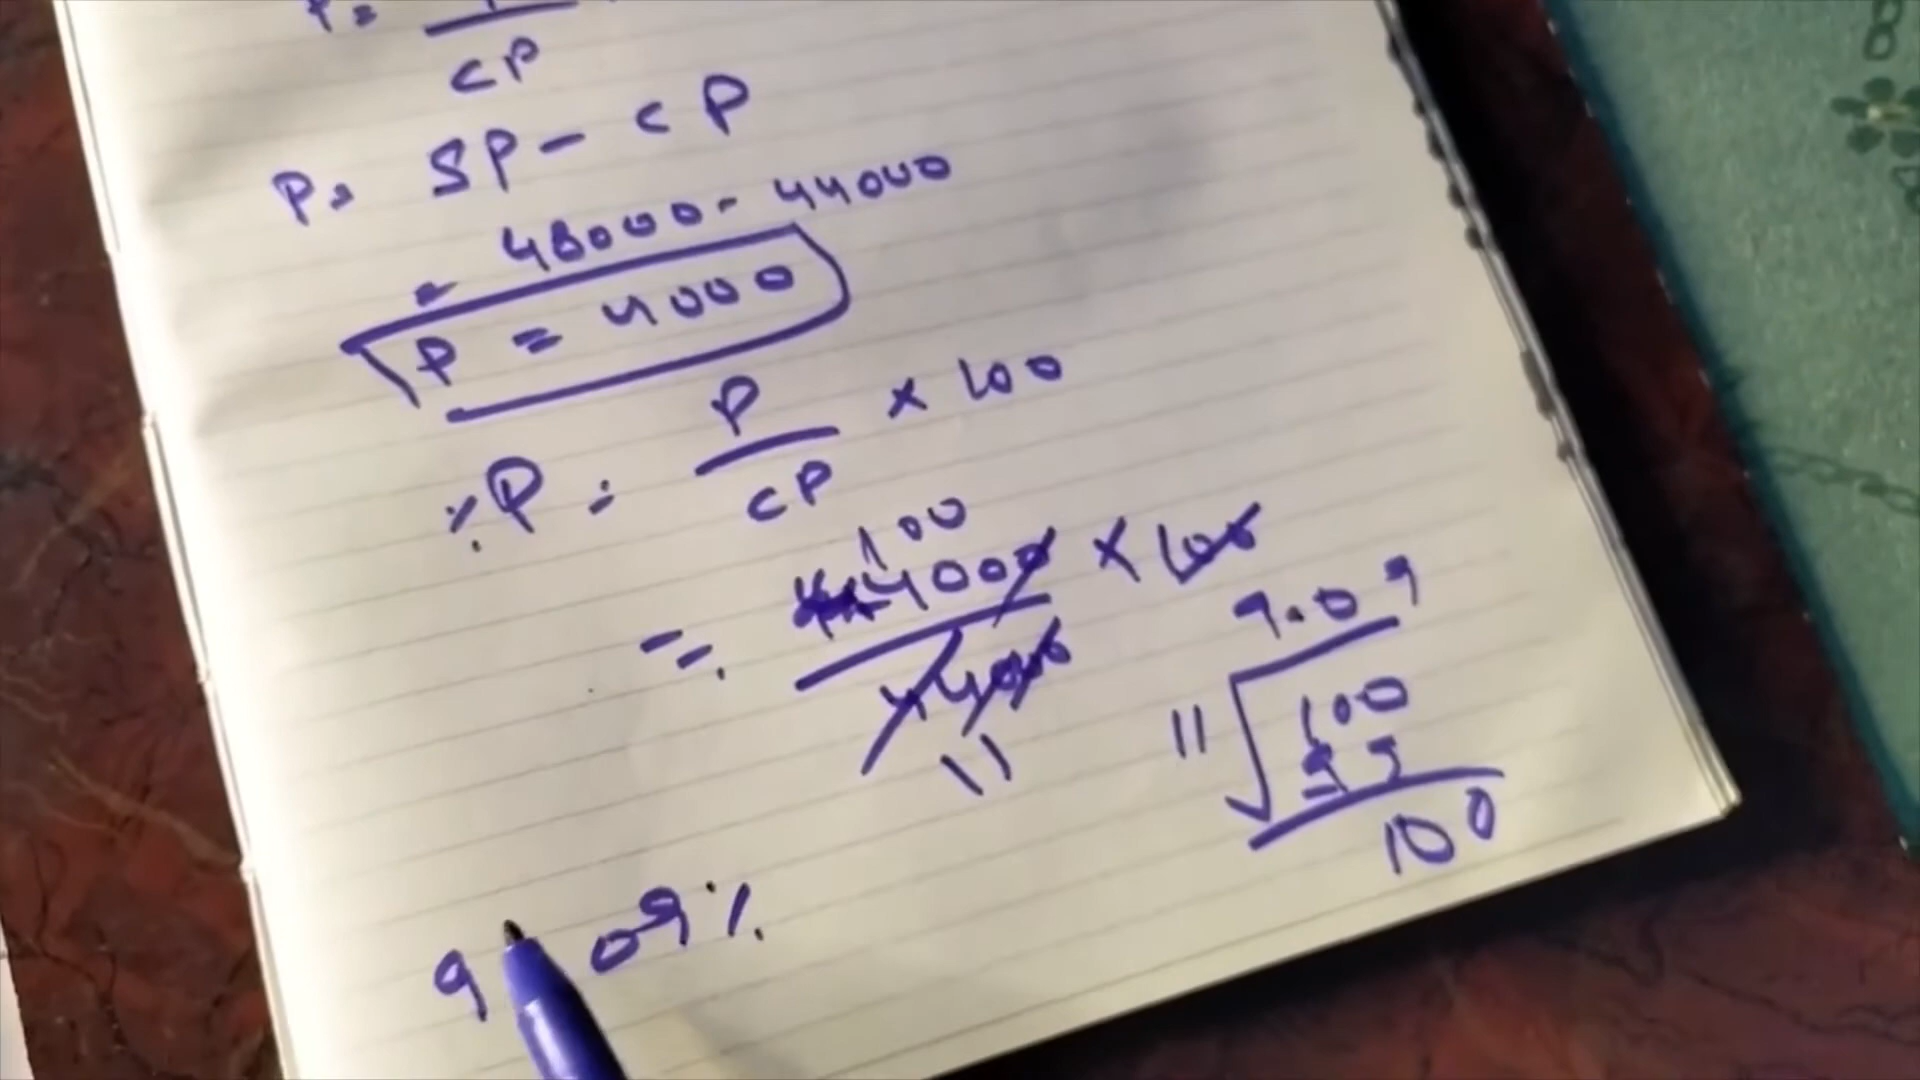 CP
P = SP - CP
= 48000 - 44000
P = 4000
% P = P / CP × 100
100
= 4000 × 100
44000
11
9.09
11 √ 100
99
100
9 09 %